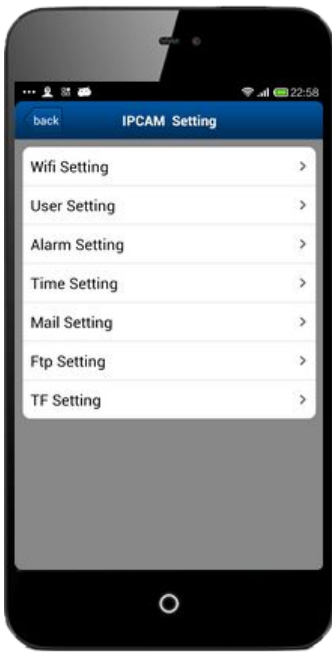 22:58
back
IPCAM Setting
Wifi Setting
User Setting
Alarm Setting
Time Setting
Mail Setting
Ftp Setting
TF Setting